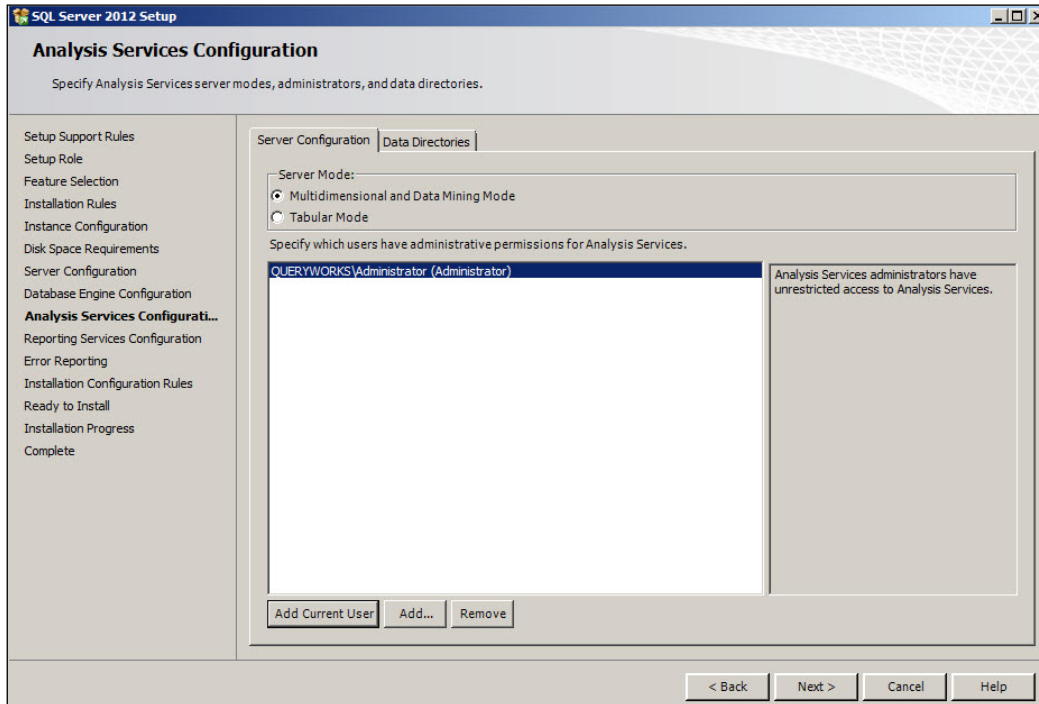 SQL Server 2012 Setup
Analysis Services Configuration
Specify Analysis Services server modes, administrators, and data directories.
Setup Support Rules
Setup Role
Feature Selection
Installation Rules
Instance Configuration
Disk Space Requirements
Server Configuration
Database Engine Configuration
Analysis Services Configurati...
Reporting Services Configuration
Error Reporting
Installation Configuration Rules
Ready to Install
Installation Progress
Complete
Server Configuration Data Directories
Server Mode:
Multidimensional and Data Mining Mode
Tabular Mode
Specify which users have administrative permissions for Analysis Services.
QUERYWORKS\Administrator (Administrator)
Analysis Services administrators have
unrestricted access to Analysis Services.
Add Current User Add... Remove
< Back Next > Cancel Help